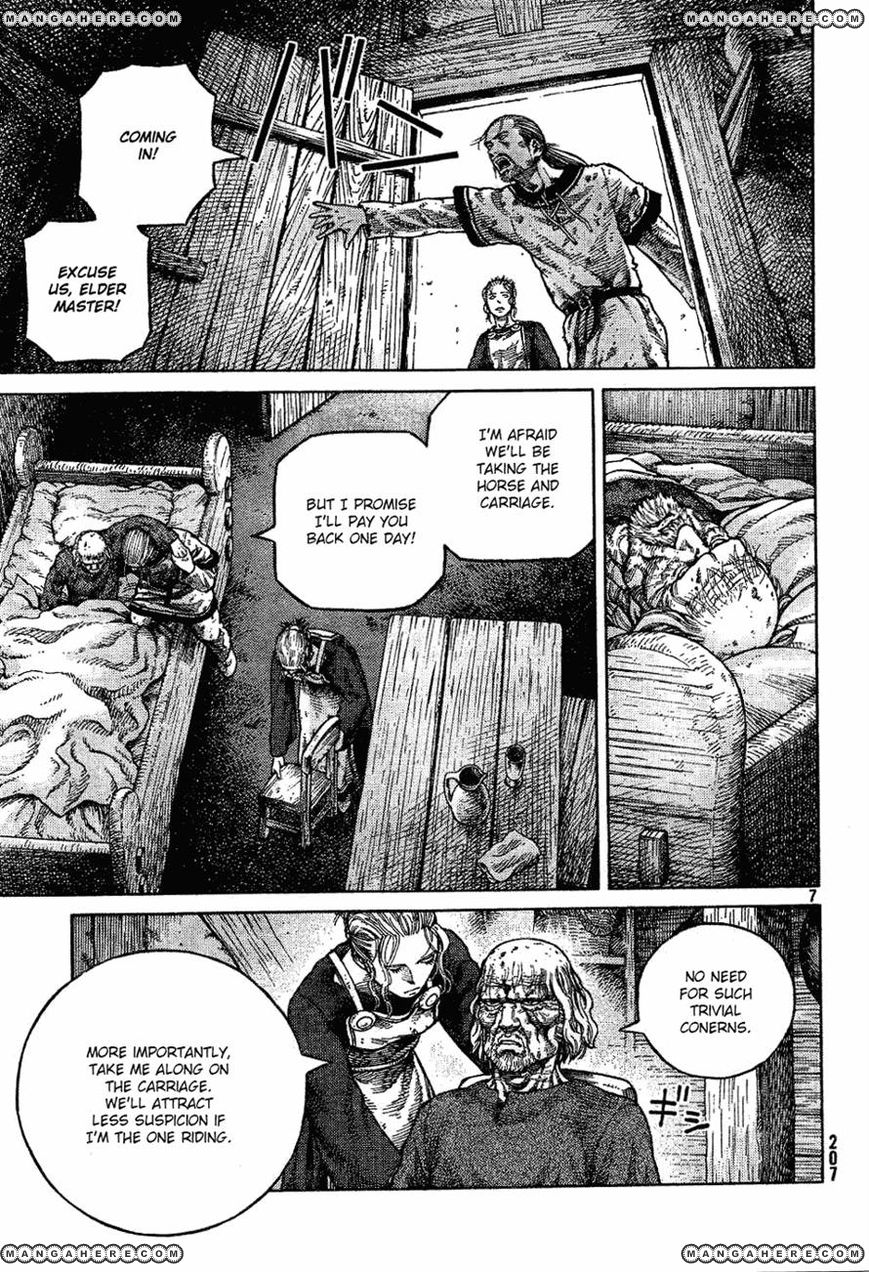 MANGAHERE.COM
MANGAHERE.COM
COMING
IN!
EXCUSE
US, ELDER
MASTER!
I'M AFRAID
WE'LL BE
TAKING THE
HORSE AND
CARRIAGE.
BUT I PROMISE
I'LL PAY YOU
BACK ONE DAY!
7
NO NEED
FOR SUCH
TRIVIAL
CONERNS.
MORE IMPORTANTLY,
TAKE ME ALONG ON
THE CARRIAGE.
WE'LL ATTRACT
LESS SUSPICION IF
I'M THE ONE RIDING.
ギシ
207
MANGAHERE.COM
MANGAHERE.COM